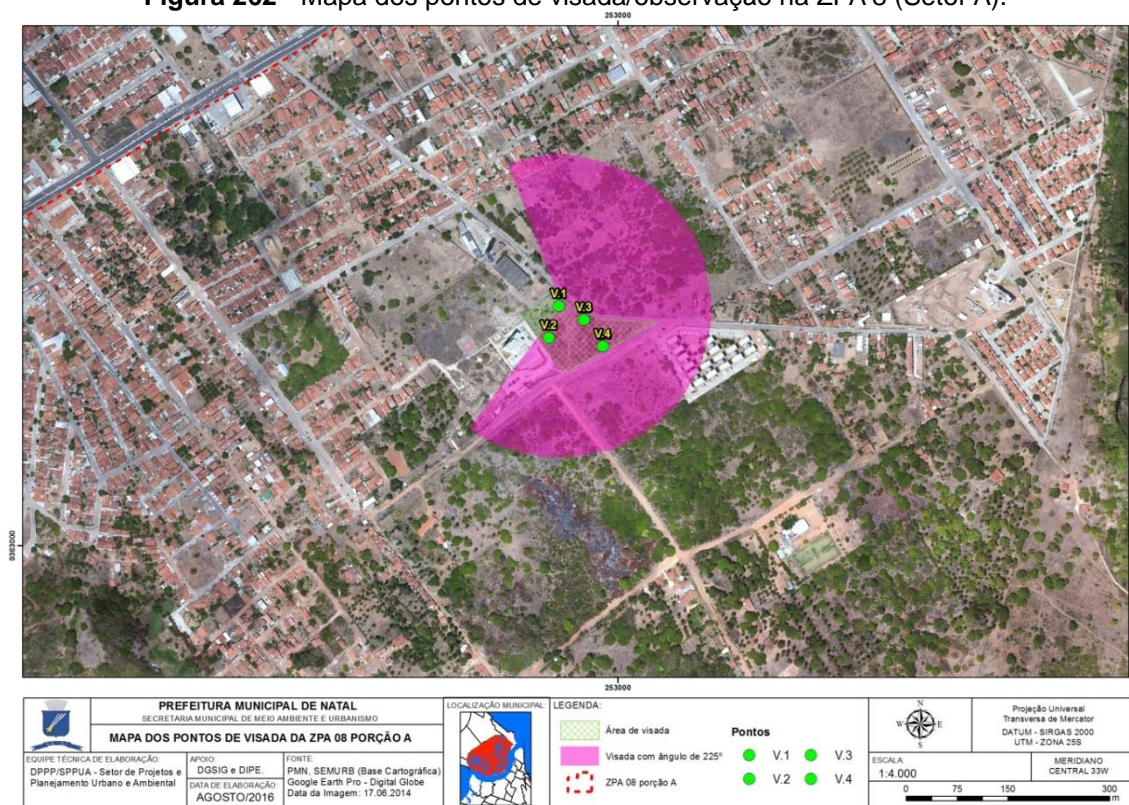 Figura 262 - Mapa dos pontos de visada/observação na ZPA 8 (Setor A).
253000
V.1
V.3
V.2
V.4
9363000
253000
PREFEITURA MUNICIPAL DE NATAL
SECRETARIA MUNICIPAL DE MEIO AMBIENTE E URBANISMO
MAPA DOS PONTOS DE VISADA DA ZPA 08 PORÇÃO A
EQUIPE TÉCNICA DE ELABORAÇÃO:
DPPP/SPPUA - Setor de Projetos e
Planejamento Urbano e Ambiental
APOIO:
DGSIG e DIPE.
DATA DE ELABORAÇÃO:
AGOSTO/2016
FONTE:
PMN, SEMURB (Base Cartográfica)
Google Earth Pro - Digital Globe
Data da Imagem: 17.06.2014
LOCALIZAÇÃO MUNICIPAL:
LEGENDA:
Área de visada
Visada com ângulo de 225º
ZPA 08 porção A
Pontos
V.1
V.3
V.2
V.4
N
W
E
S
Projeção Universal
Transversa de Mercator
DATUM - SIRGAS 2000
UTM - ZONA 25S
ESCALA:
1:4.000
MERIDIANO
CENTRAL 33W
0 75 150 300
m